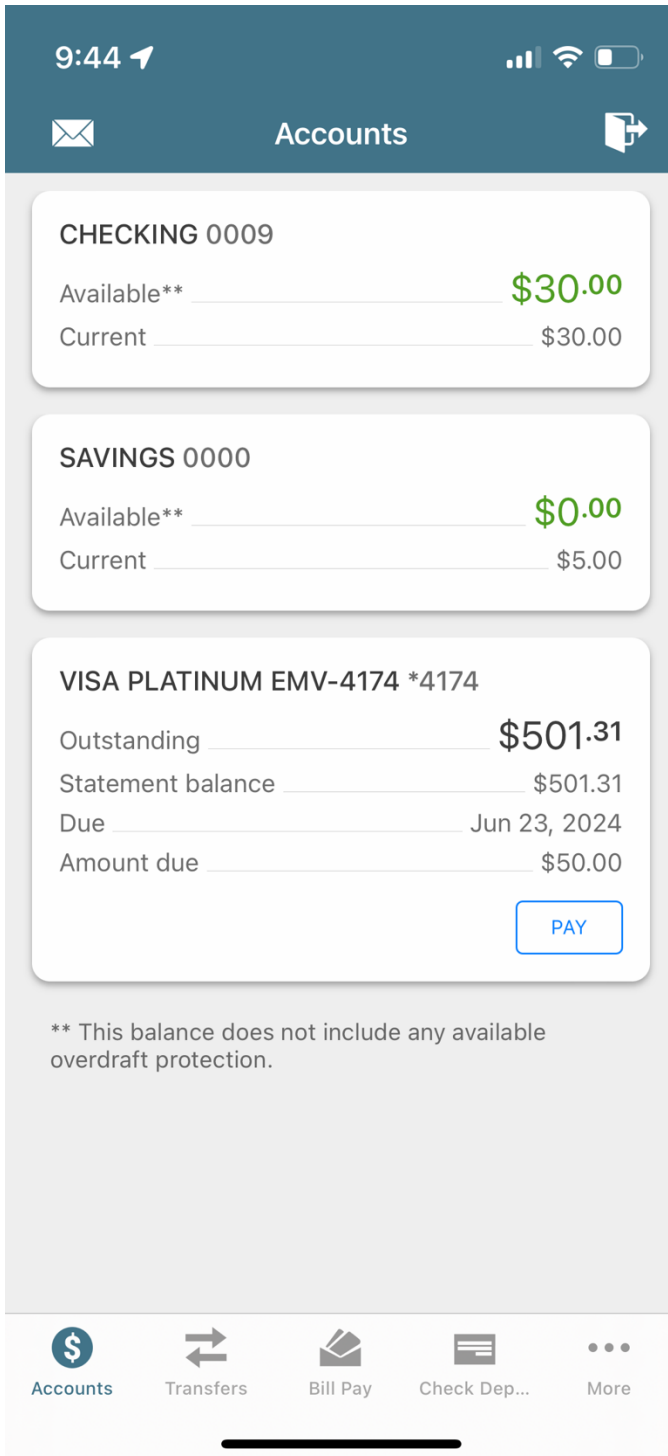 9:44
Accounts
CHECKING 0009
Available** $30.00
Current $30.00
SAVINGS 0000
Available** $0.00
Current $5.00
VISA PLATINUM EMV-4174 *4174
Outstanding $501.31
Statement balance $501.31
Due Jun 23, 2024
Amount due $50.00
PAY
** This balance does not include any available
overdraft protection.
$
Accounts Transfers Bill Pay Check Dep... More